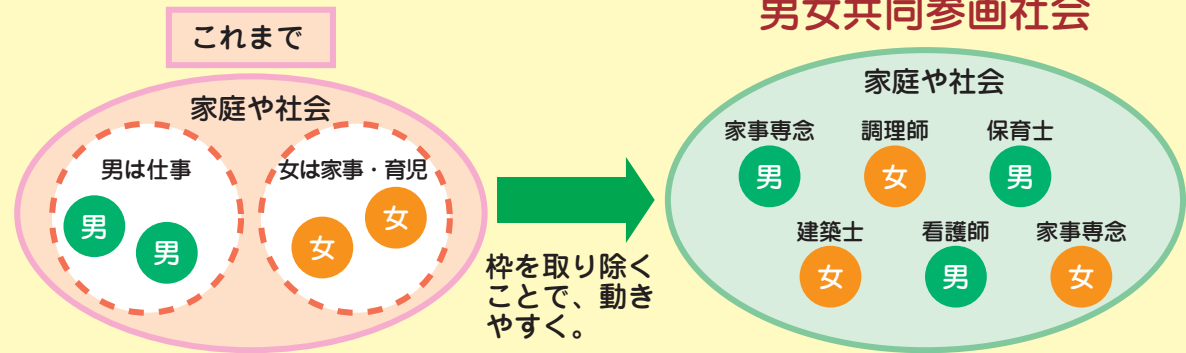 これまで
家庭や社会
男は仕事
男
男
女は家事・育児
女
女
枠を取り除く
ことで、動き
やすく。
男女共同参画社会
家庭や社会
家事専念
男
調理師
女
保育士
男
建築士
女
看護師
男
家事専念
女